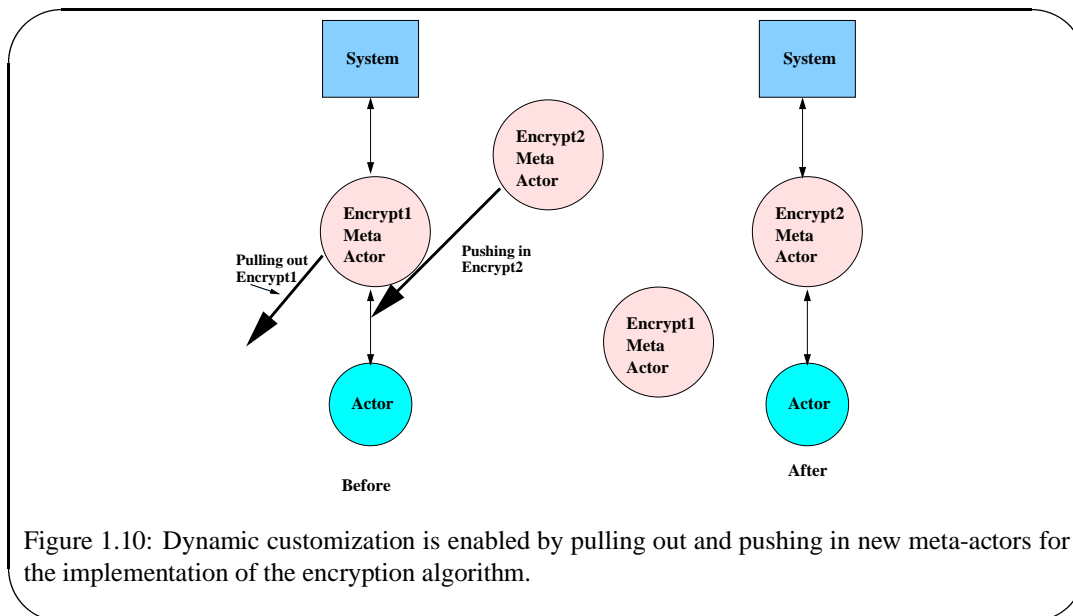 System
Encrypt1
Meta
Actor
Encrypt2
Meta
Actor
Pulling out
Encrypt1
Pushing in
Encrypt2
Actor
Before
System
Encrypt2
Meta
Actor
Encrypt1
Meta
Actor
Actor
After
Figure 1.10: Dynamic customization is enabled by pulling out and pushing in new meta-actors for
the implementation of the encryption algorithm.